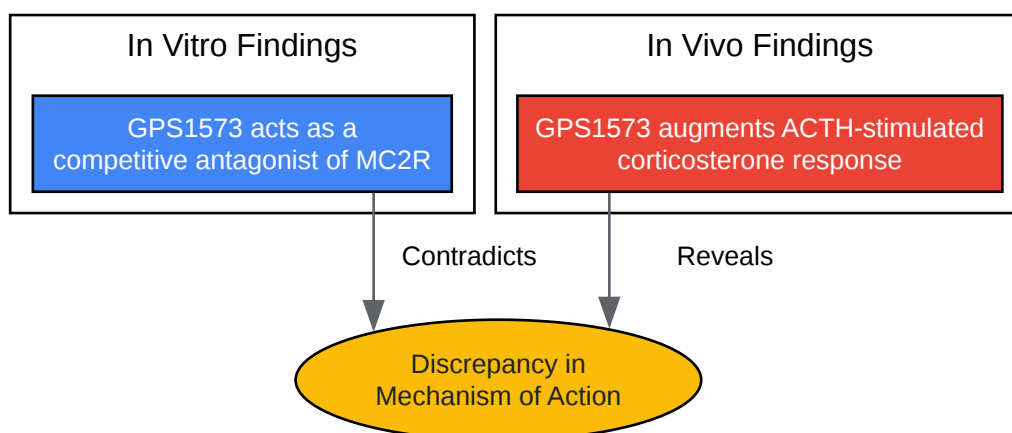 In Vitro Findings
GPS1573 acts as a
competitive antagonist of MC2R
In Vivo Findings
GPS1573 augments ACTH-stimulated
corticosterone response
Contradicts
Reveals
Discrepancy in
Mechanism of Action